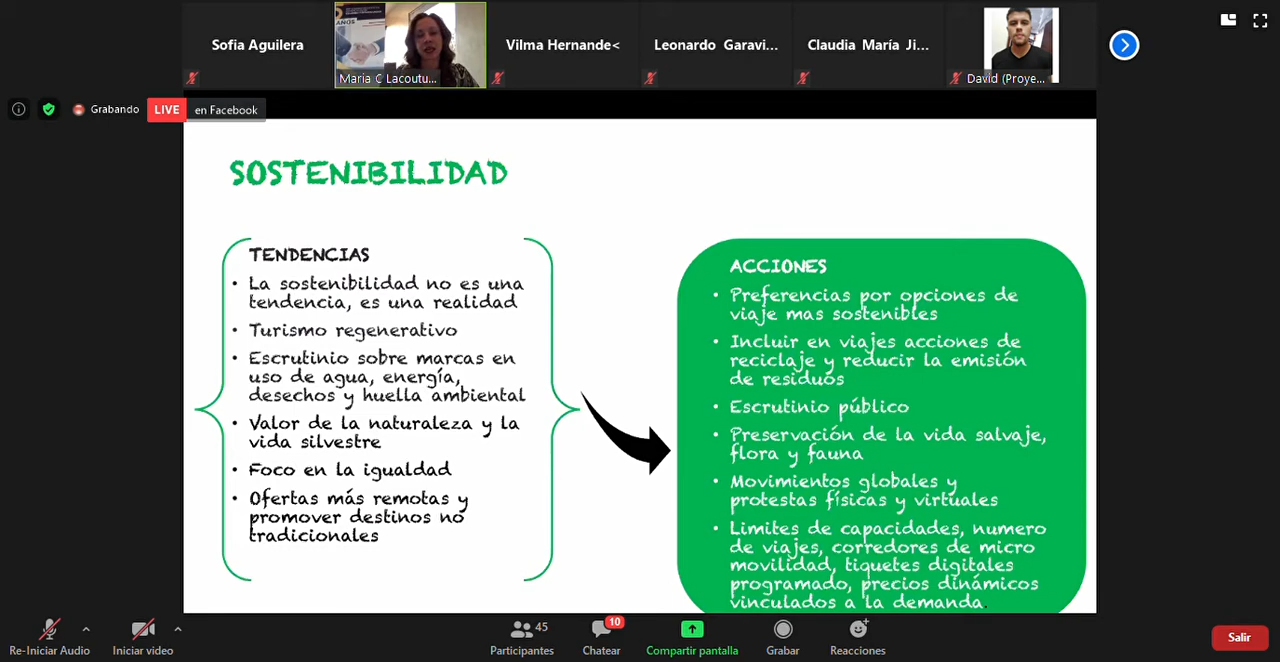 Sofia Aguilera
AÑOS
Maria C Lacoutu...
Vilma Hernande<
Leonardo Garavi...
Claudia María Ji...
David (Proye...
Grabando
LIVE
en Facebook
SOSTENIBILIDAD
TENDENCIAS
• La sostenibilidad no es una
tendencia, es una realidad
• Turismo regenerativo
• Escrutinio sobre marcas en
uso de agua, energía,
desechos y huella ambiental
• Valor de la naturaleza y la
vida silvestre
• Foco en la igualdad
• Ofertas más remotas y
promover destinos no
tradicionales
ACCIONES
• Preferencias por opciones de
viaje mas sostenibles
• Incluir en viajes acciones de
reciclaje y reducir la emisión
de residuos
• Escrutinio público
• Preservación de la vida salvaje,
flora y fauna
• Movimientos globales y
protestas físicas y virtuales
• Limites de capacidades, numero
de viajes, corredores de micro
movilidad, tiquetes digitales
programado, precios dinámicos
vinculados a la demanda.
Re-Iniciar Audio
Iniciar video
45
Participantes
10
Chatear
Compartir pantalla
Grabar
Reacciones
Salir